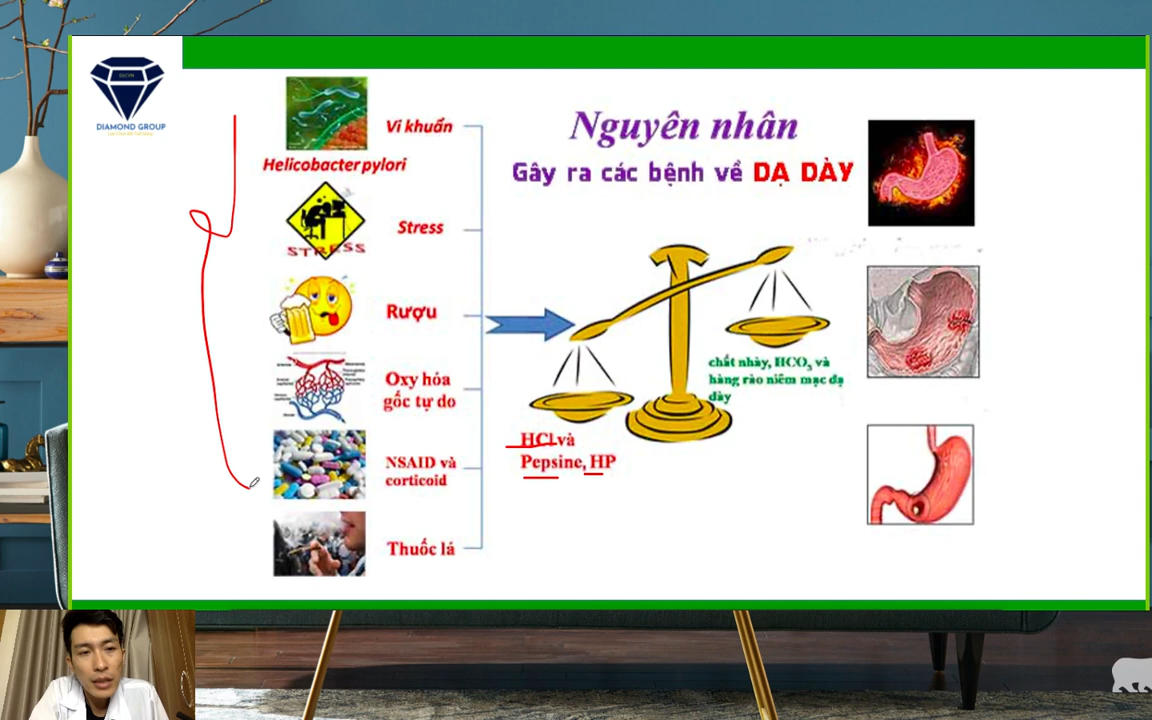 DIAMOND GROUP
Vi khuẩn
Helicobacter pylori
STRESS
Stress
Rượu
Oxy hóa
gốc tự do
NSAID và
corticoid
Thuốc lá
Nguyên nhân
Gây ra các bệnh về DẠ DÀY
chất nhày, HCO₃ và
hàng rào niêm mạc dạ
dày
HCl và
Pepsine, HP